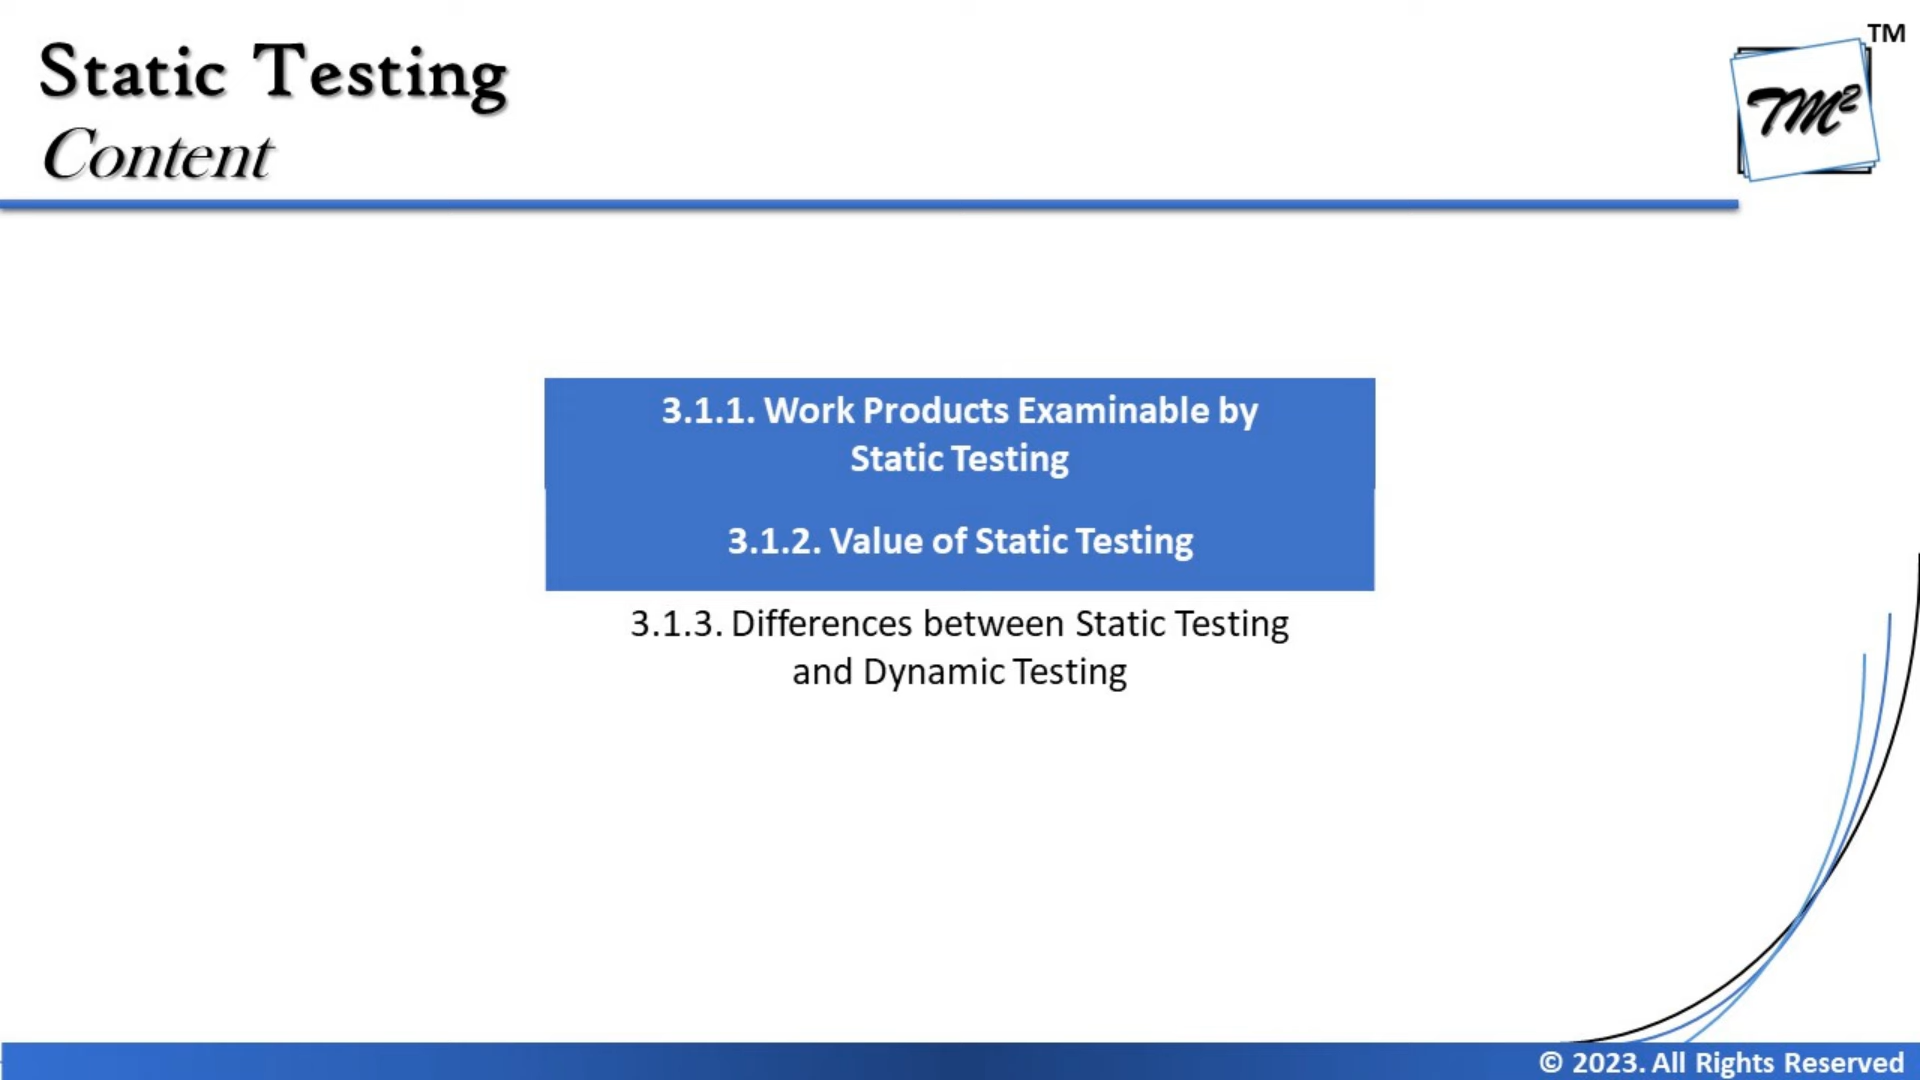 Static Testing
Content
TM
TM²
3.1.1. Work Products Examinable by
Static Testing
3.1.2. Value of Static Testing
3.1.3. Differences between Static Testing
and Dynamic Testing
© 2023. All Rights Reserved